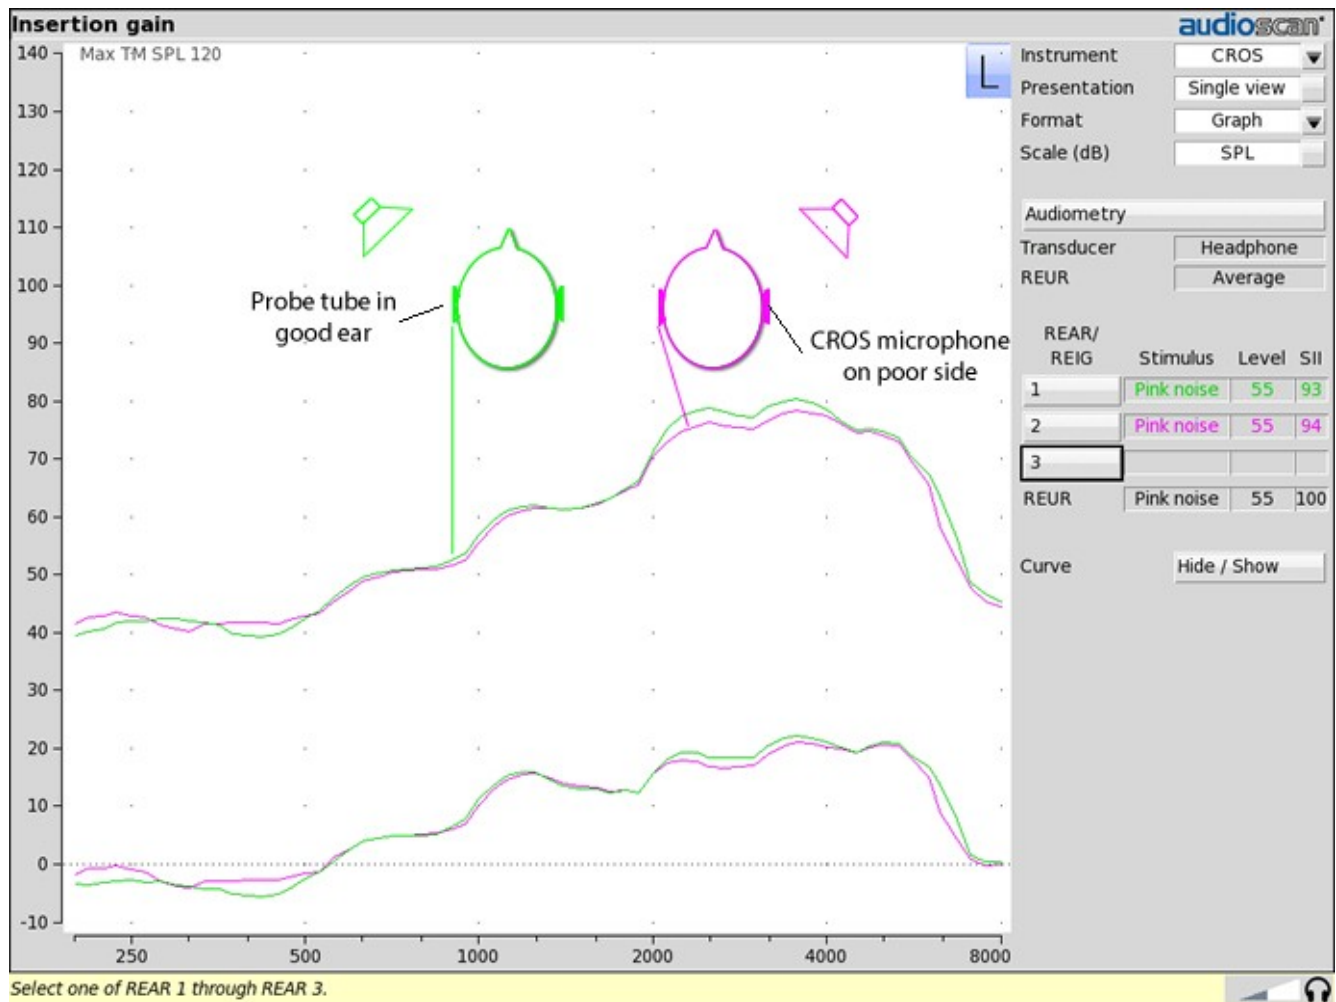 Insertion gain
audioscan
Max TM SPL 120
L
140
130
120
110
100
90
80
70
60
50
40
30
20
10
0
-10
250 500 1000 2000 4000 8000
Probe tube in
good ear
CROS microphone
on poor side
Instrument CROS
Presentation Single view
Format Graph
Scale (dB) SPL
Audiometry
Transducer Headphone
REUR Average
REAR/
REIG Stimulus Level SII
1 Pink noise 55 93
2 Pink noise 55 94
3
REUR Pink noise 55 100
Curve Hide / Show
Select one of REAR 1 through REAR 3.